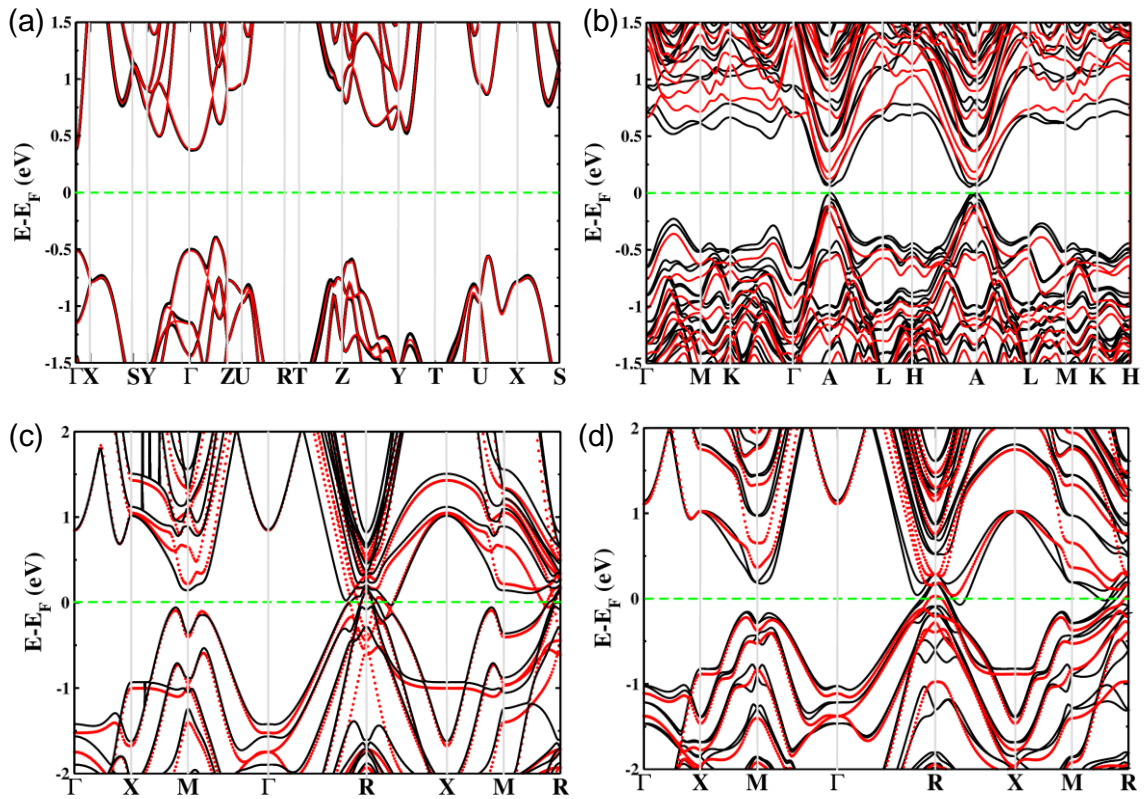 (a)
1.5
1
0.5
0
-0.5
-1
-1.5
E-E_F (eV)
Γ X S Y Γ Z U R T Z Y T U X S
(b)
1.5
1
0.5
0
-0.5
-1
-1.5
E-E_F (eV)
Γ M K Γ A L H A L M K H
(c)
2
1
0
-1
-2
E-E_F (eV)
Γ X M Γ R X M R
(d)
2
1
0
-1
-2
E-E_F (eV)
Γ X M Γ R X M R